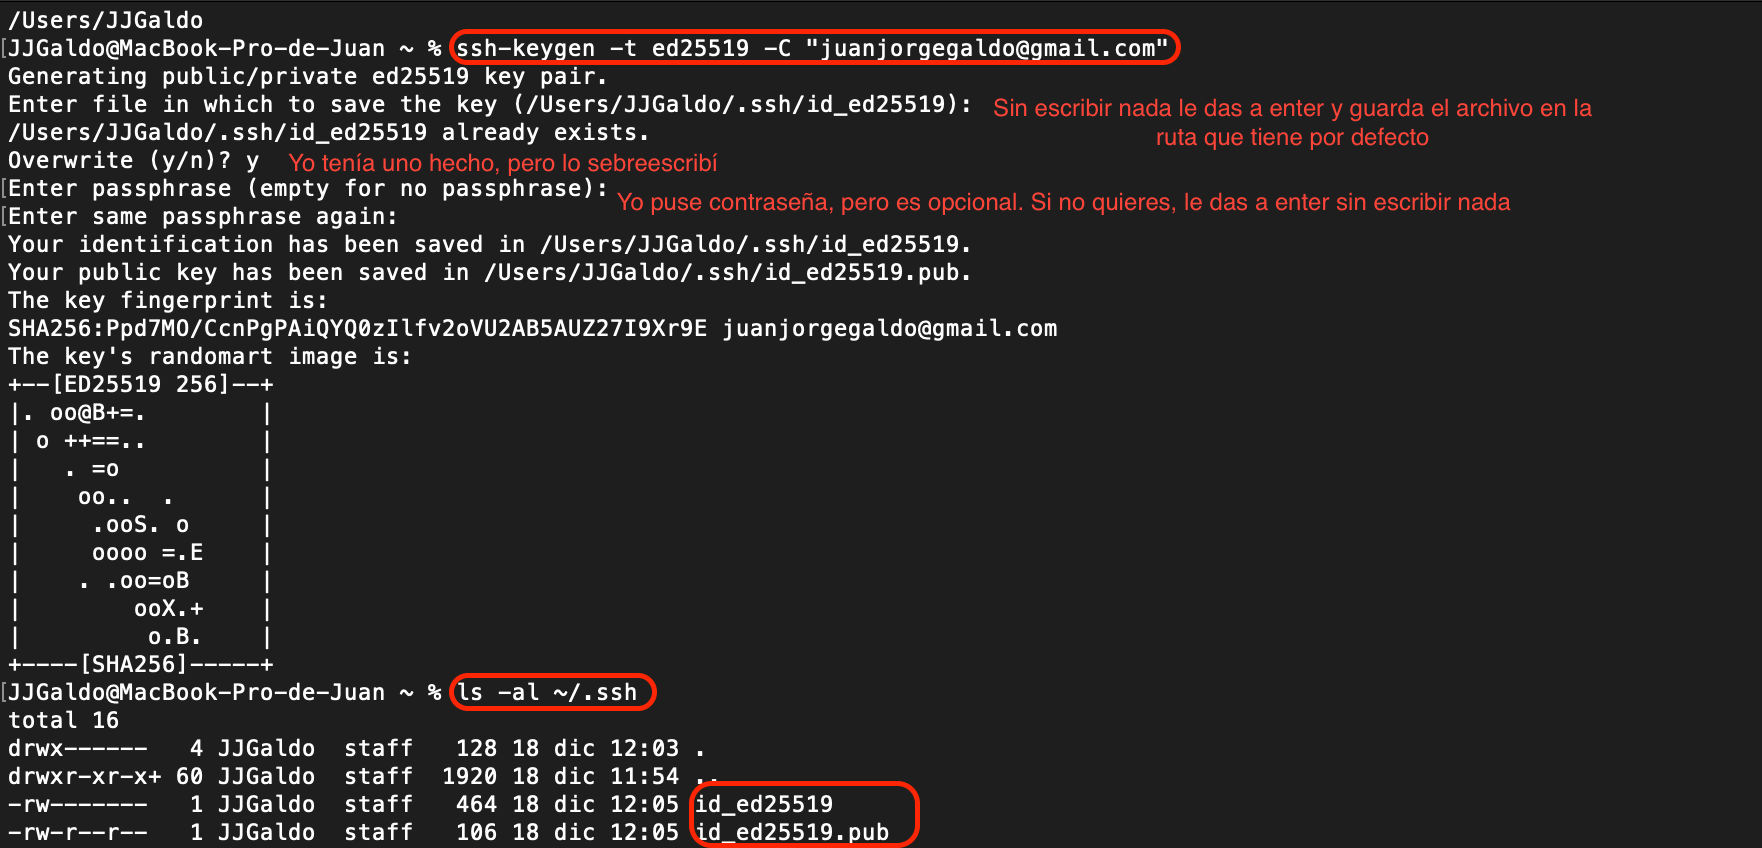 /Users/JJGaldo
[JJGaldo@MacBook-Pro-de-Juan ~ % ssh-keygen -t ed25519 -C "juanjorgegaldo@gmail.com"
Generating public/private ed25519 key pair.
Enter file in which to save the key (/Users/JJGaldo/.ssh/id_ed25519): Sin escribir nada le das a enter y guarda el archivo en la
/Users/JJGaldo/.ssh/id_ed25519 already exists. ruta que tiene por defecto
Overwrite (y/n)? y Yo tenía uno hecho, pero lo sebreescribí
[Enter passphrase (empty for no passphrase): Yo puse contraseña, pero es opcional. Si no quieres, le das a enter sin escribir nada
[Enter same passphrase again:
Your identification has been saved in /Users/JJGaldo/.ssh/id_ed25519.
Your public key has been saved in /Users/JJGaldo/.ssh/id_ed25519.pub.
The key fingerprint is:
SHA256:Ppd7MO/CcnPgPAiQYQ0zIlfv2oVU2AB5AUZ27I9Xr9E juanjorgegaldo@gmail.com
The key's randomart image is:
+--[ED25519 256]--+
|. oo@B+=.        |
| o ++==..        |
|   . =o          |
|    oo..  .      |
|     .ooS. o     |
|     oooo =.E    |
|    . .oo=oB     |
|        ooX.+    |
|         o.B.    |
+----[SHA256]-----+
[JJGaldo@MacBook-Pro-de-Juan ~ % ls -al ~/.ssh
total 16
drwx------   4 JJGaldo  staff   128 18 dic 12:03 .
drwxr-xr-x+ 60 JJGaldo  staff  1920 18 dic 11:54 ..
-rw-------   1 JJGaldo  staff   464 18 dic 12:05 id_ed25519
-rw-r--r--   1 JJGaldo  staff   106 18 dic 12:05 id_ed25519.pub